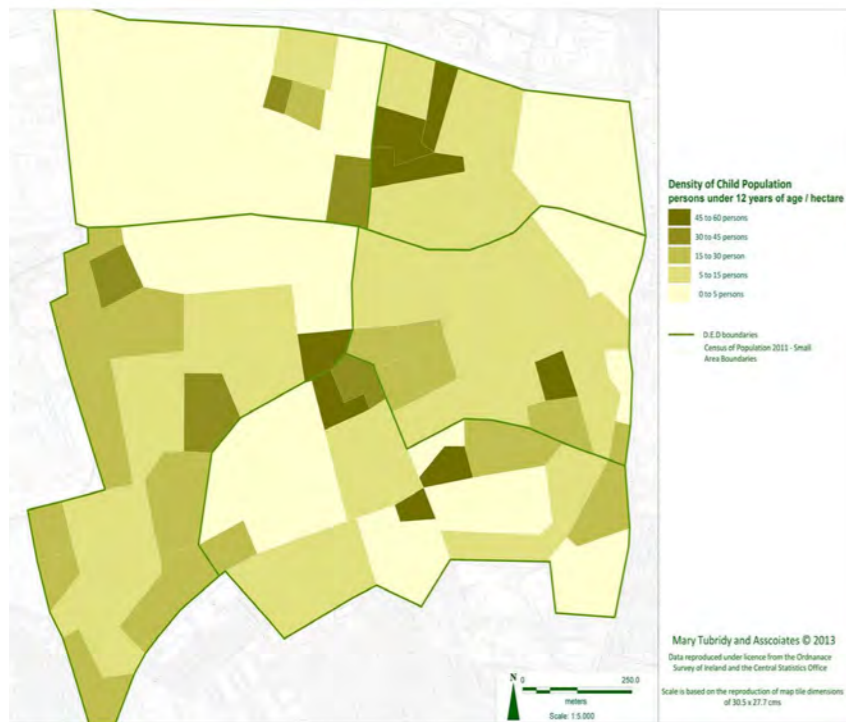 Density of Child Population
persons under 12 years of age / hectare
45 to 60 persons
30 to 45 persons
15 to 30 person
5 to 15 persons
0 to 5 persons
D.E.D boundaries
Census of Population 2011 - Small
Area Boundaries
Mary Tubridy and Asscoiates © 2013
Data reproduced under licence from the Ordnanace
Survey of Ireland and the Central Statistics Office
Scale is based on the reproduction of map tile dimensions
of 30.5 x 27.7 cms
N 0 250.0
meters
Scale: 1:5,000